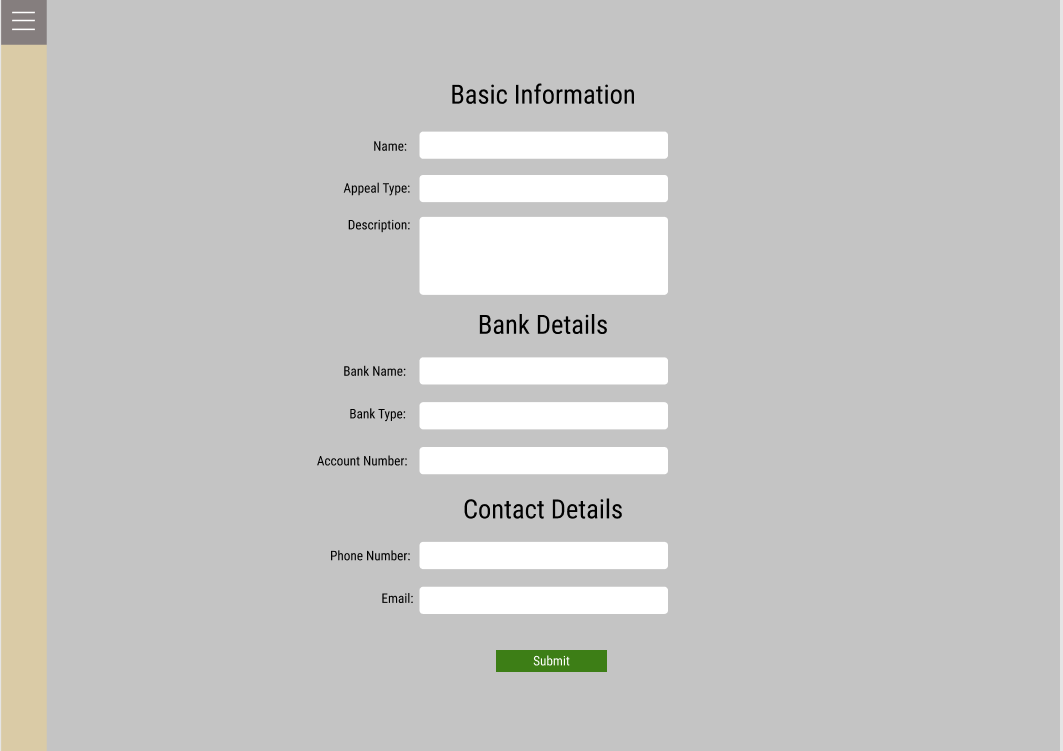 Basic Information
Name:
Appeal Type:
Description:
Bank Details
Bank Name:
Bank Type:
Account Number:
Contact Details
Phone Number:
Email:
Submit